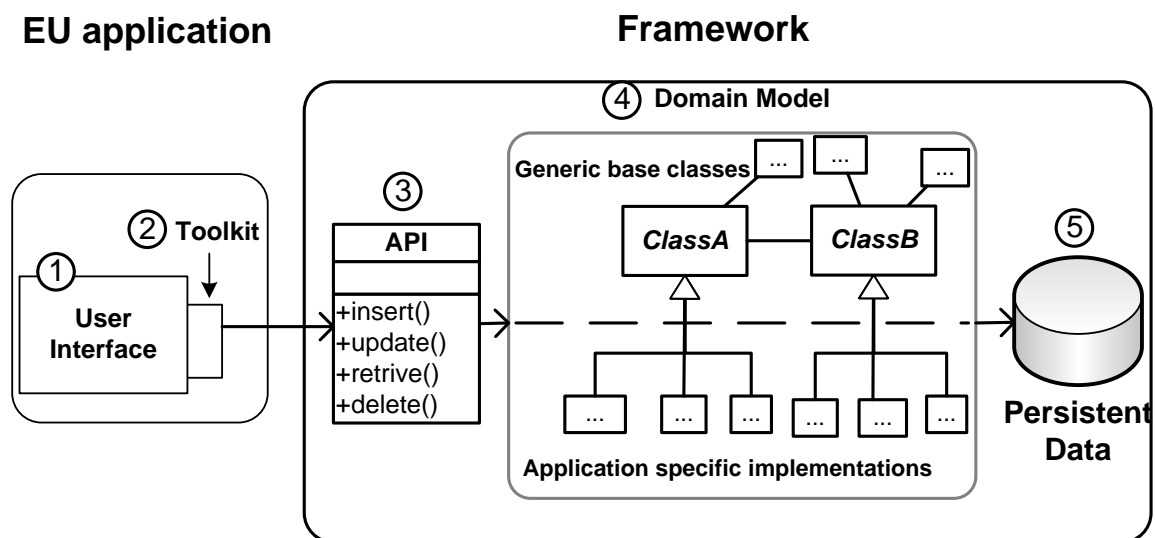 EU application
Framework
4 Domain Model
Generic base classes
...
...
...
3
2 Toolkit
API
ClassA
ClassB
5
1
User
Interface
+insert()
+update()
+retrive()
+delete()
...
...
...
...
...
...
Persistent
Data
Application specific implementations